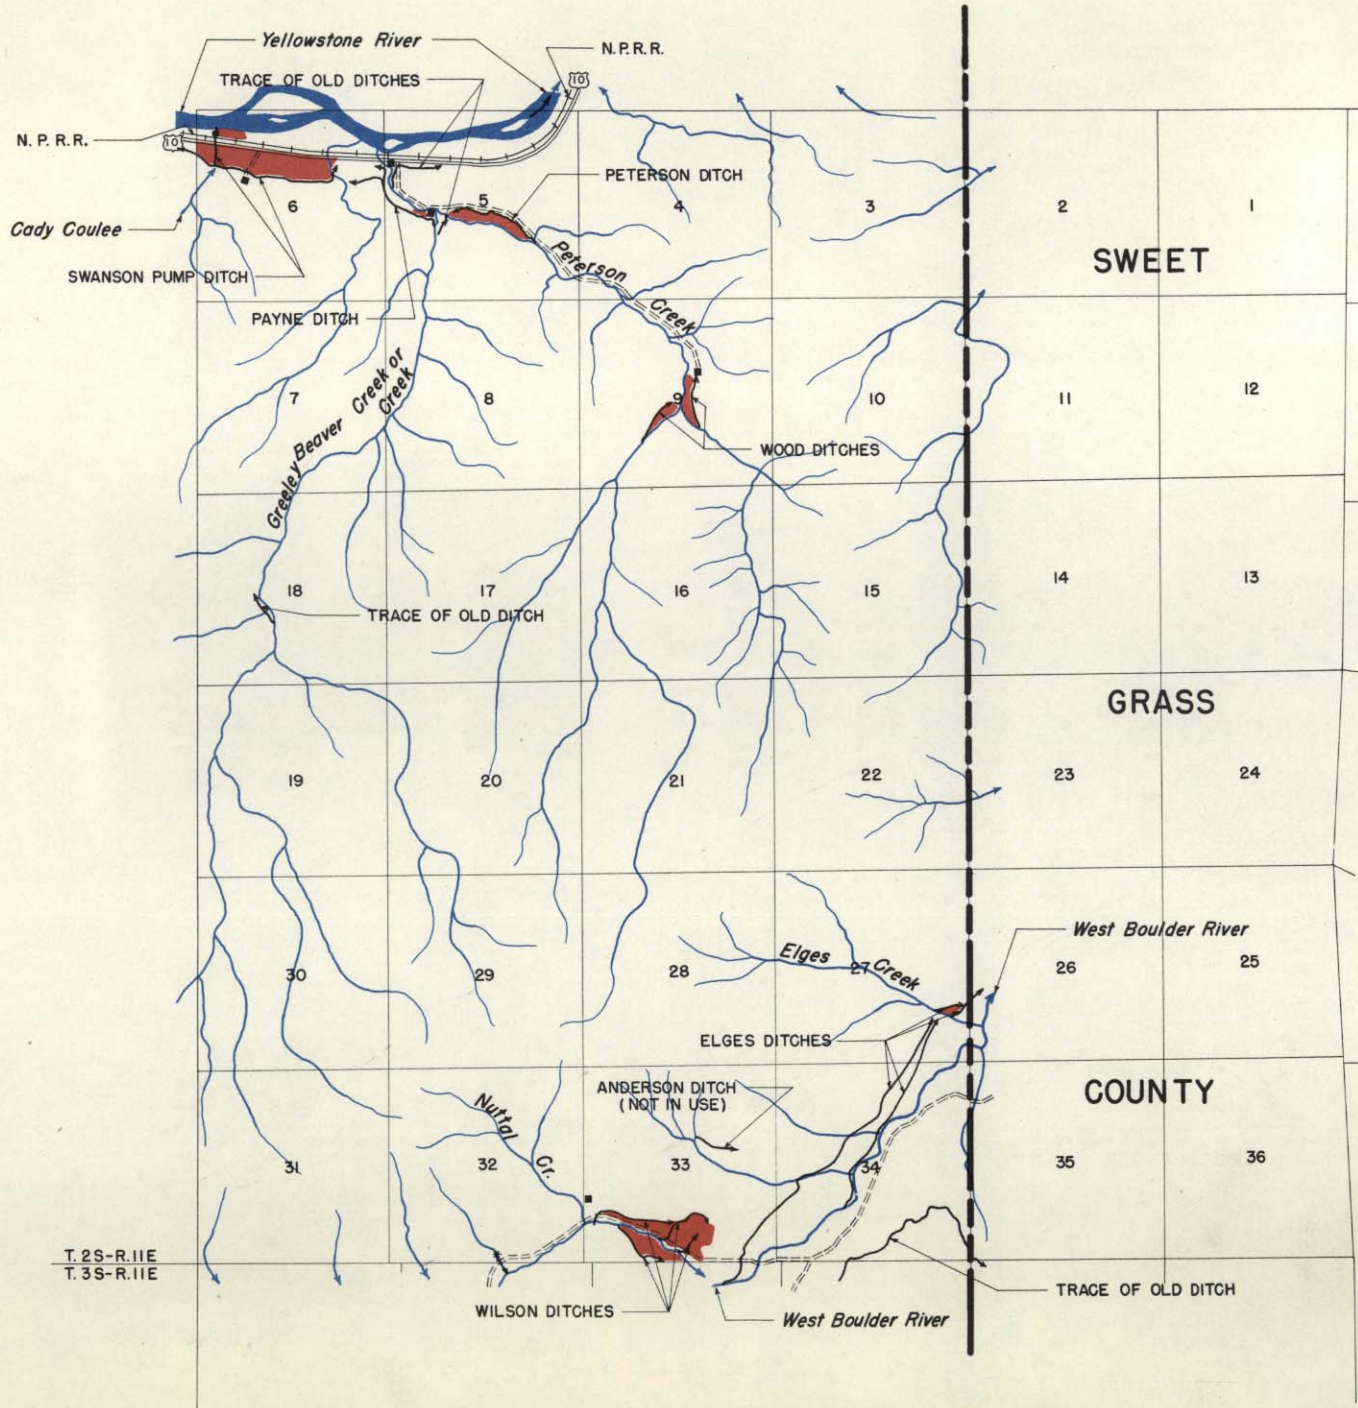 Yellowstone River
N.P.R.R.
TRACE OF OLD DITCHES
10
N. P. R.R.
10
PETERSON DITCH
6
5
4
3
2
1
Cady Coulee
SWEET
SWANSON PUMP DITCH
Peterson
Creek
PAYNE DITCH
Greeley Creek or
Beaver Creek
7
8
9
10
11
12
WOOD DITCHES
18
17
16
15
14
13
TRACE OF OLD DITCH
GRASS
19
20
21
22
23
24
West Boulder River
Elges Creek
30
29
28
27
26
25
ELGES DITCHES
ANDERSON DITCH
(NOT IN USE)
COUNTY
Nuttal Cr.
31
32
33
34
35
36
T. 2S-R.11E
T. 3S-R.11E
TRACE OF OLD DITCH
WILSON DITCHES
West Boulder River